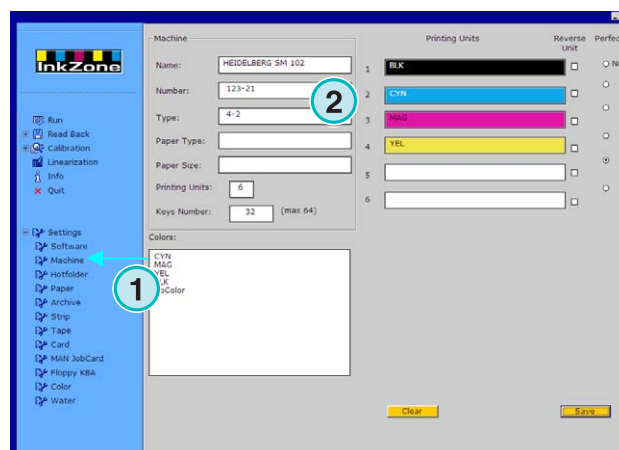 InkZone
Run
Read Back
Calibration
Linearization
Info
Quit
Settings
Software
Machine
Hotfolder
Paper
Archive
Strip
Tape
Card
MAN JobCard
Floppy KBA
Color
Water
Machine
Name: HEIDELBERG SM 102
Number: 123-21
Type: 4-2
Paper Type:
Paper Size:
Printing Units: 6
Keys Number: 32 (max 64)
Colors:
CYN
MAG
YEL
1
2
Printing Units
Reverse
Unit
1 BLK
2 CYN
3 MAG
4 YEL
5
6
Clear
Save